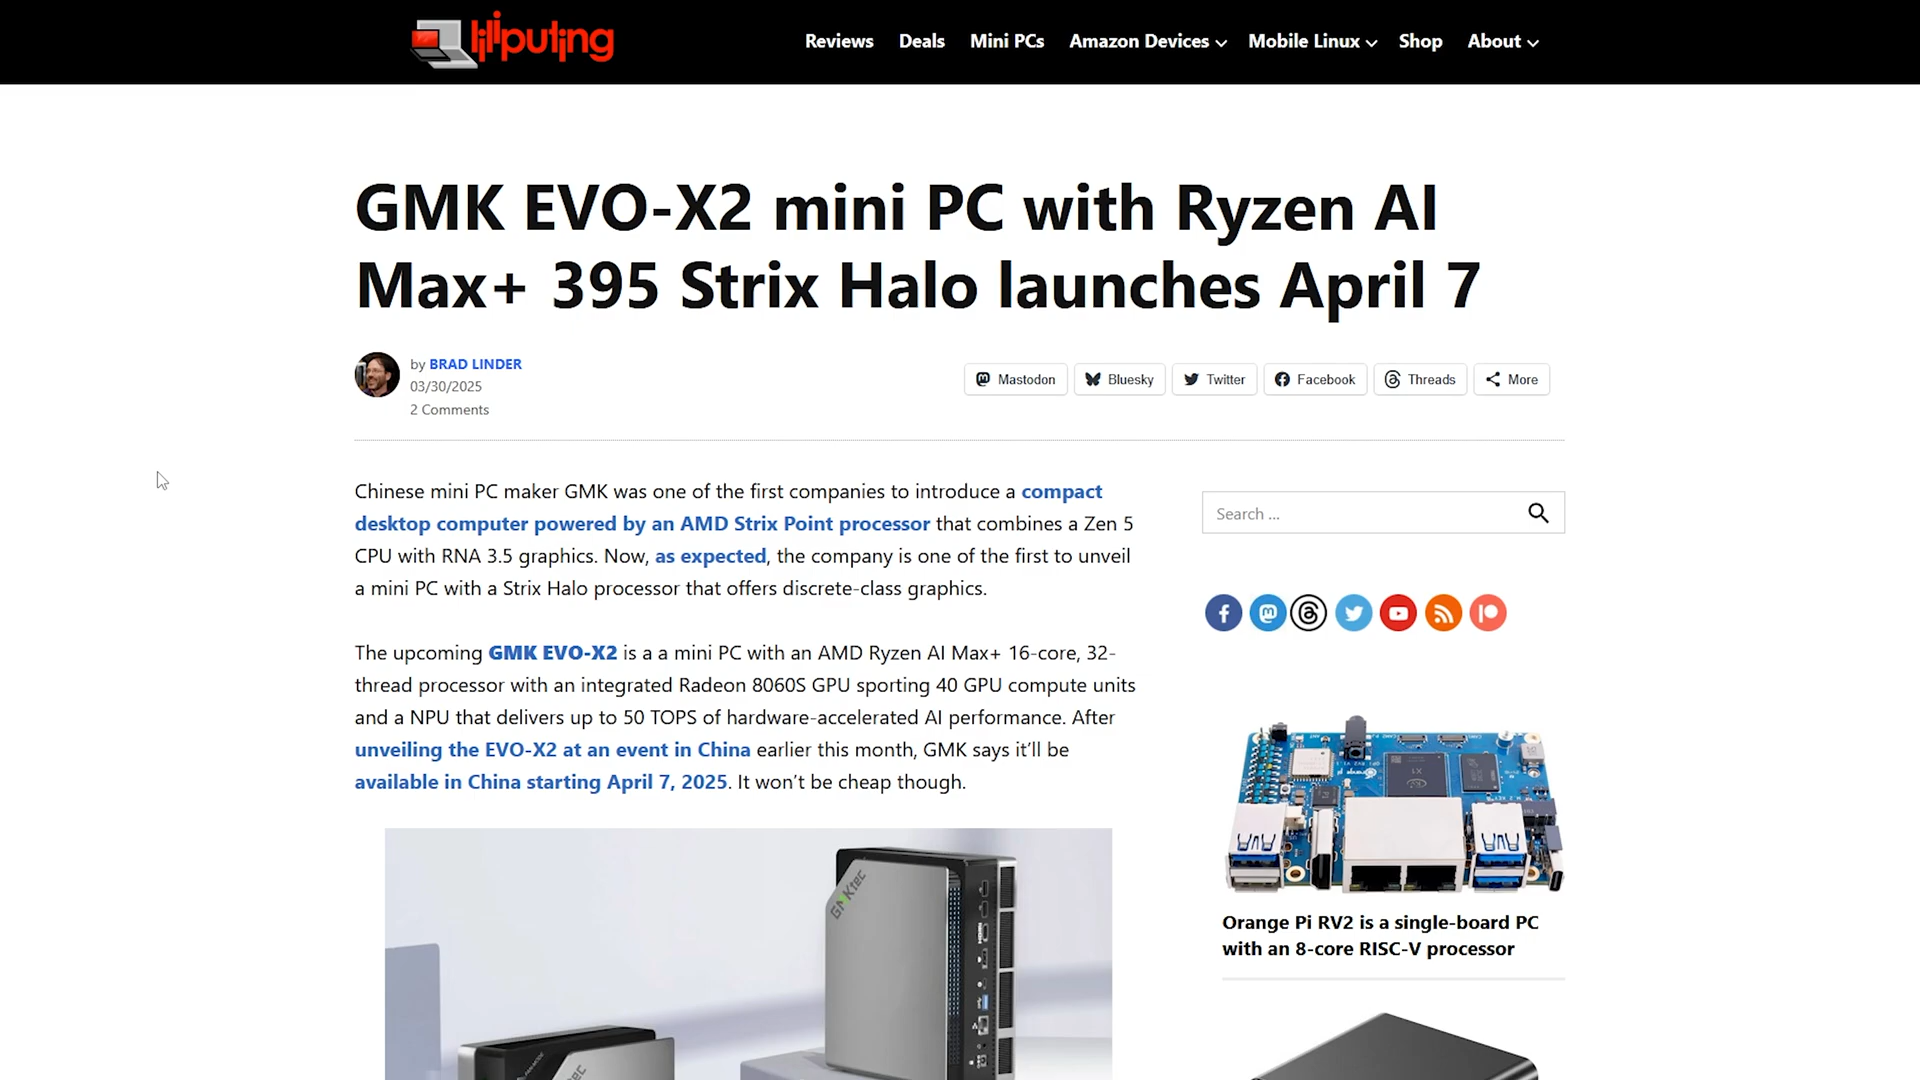 liliputing
Reviews
Deals
Mini PCs
Amazon Devices
Mobile Linux
Shop
About
GMK EVO-X2 mini PC with Ryzen AI
Max+ 395 Strix Halo launches April 7
by BRAD LINDER
03/30/2025
2 Comments
Mastodon
Bluesky
Twitter
Facebook
Threads
More
Chinese mini PC maker GMK was one of the first companies to introduce a compact
desktop computer powered by an AMD Strix Point processor that combines a Zen 5
CPU with RNA 3.5 graphics. Now, as expected, the company is one of the first to unveil
a mini PC with a Strix Halo processor that offers discrete-class graphics.
The upcoming GMK EVO-X2 is a a mini PC with an AMD Ryzen AI Max+ 16-core, 32-
thread processor with an integrated Radeon 8060S GPU sporting 40 GPU compute units
and a NPU that delivers up to 50 TOPS of hardware-accelerated AI performance. After
unveiling the EVO-X2 at an event in China earlier this month, GMK says it’ll be
available in China starting April 7, 2025. It won’t be cheap though.
GMKtec
Search ...
Orange Pi RV2 is a single-board PC
with an 8-core RISC-V processor